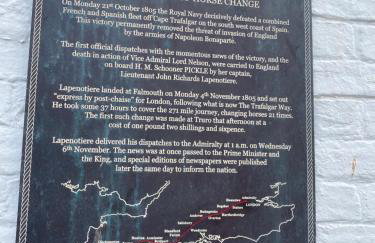 HORSE CHANGE
On Monday 21st October 1805 the Royal Navy decisively defeated a combined
French and Spanish fleet off Cape Trafalgar on the south west coast of Spain.
This victory permanently removed the threat of invasion of England
by the armies of Napoleon Bonaparte.
The first official dispatches with the momentous news of the victory, and the
death in action of Vice Admiral Lord Nelson, were carried to England
on board H. M. Schooner PICKLE by her captain,
Lieutenant John Richards Lapenotiere.
Lapenotiere landed at Falmouth on Monday 4th November 1805 and set out
"express by post-chaise" for London, following what is now The Trafalgar Way.
He took some 37 hours to cover the 271 mile journey, changing horses 21 times.
The first such change was made at Truro that afternoon at a
cost of one pound two shillings and sixpence.
Lapenotiere delivered his dispatches to the Admiralty at 1 a.m. on Wednesday
6th November. The news was at once passed to the Prime Minister and
the King, and special editions of newspapers were published
later the same day to inform the nation.
LONDON
Salisbury